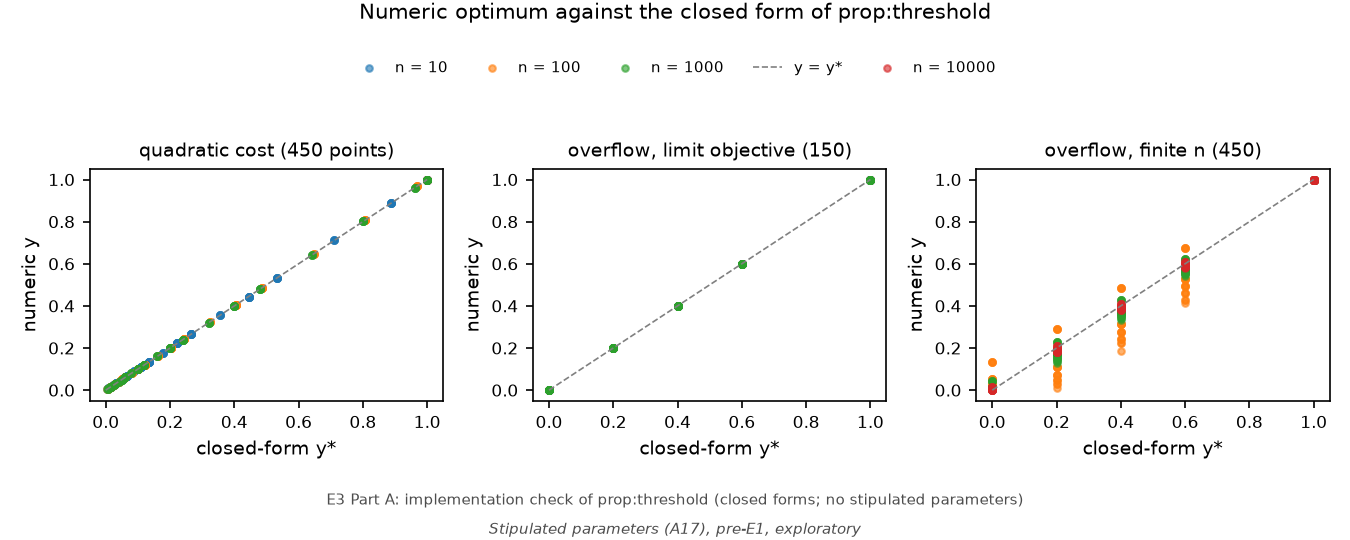 Numeric optimum against the closed form of prop:threshold
n = 10 n = 100 n = 1000 y = y* n = 10000
quadratic cost (450 points)
1.0
0.8
0.6
0.4
0.2
0.0
numeric y
0.0 0.2 0.4 0.6 0.8 1.0
closed-form y*
overflow, limit objective (150)
1.0
0.8
0.6
0.4
0.2
0.0
numeric y
0.0 0.2 0.4 0.6 0.8 1.0
closed-form y*
overflow, finite n (450)
1.0
0.8
0.6
0.4
0.2
0.0
numeric y
0.0 0.2 0.4 0.6 0.8 1.0
closed-form y*
E3 Part A: implementation check of prop:threshold (closed forms; no stipulated parameters)
Stipulated parameters (A17), pre-E1, exploratory